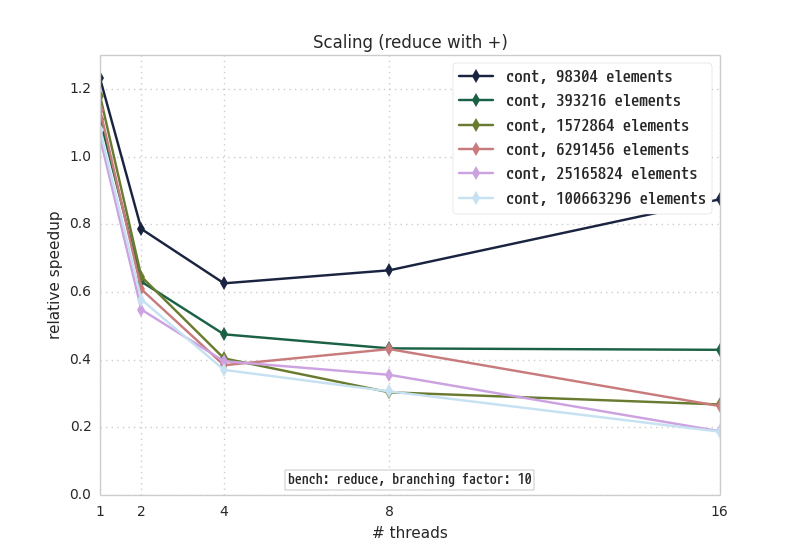 Scaling (reduce with +)
cont, 98304 elements
cont, 393216 elements
cont, 1572864 elements
cont, 6291456 elements
cont, 25165824 elements
cont, 100663296 elements
relative speedup
1.2
1.0
0.8
0.6
0.4
0.2
0.0
bench: reduce, branching factor: 10
1 2 4 8 16
# threads